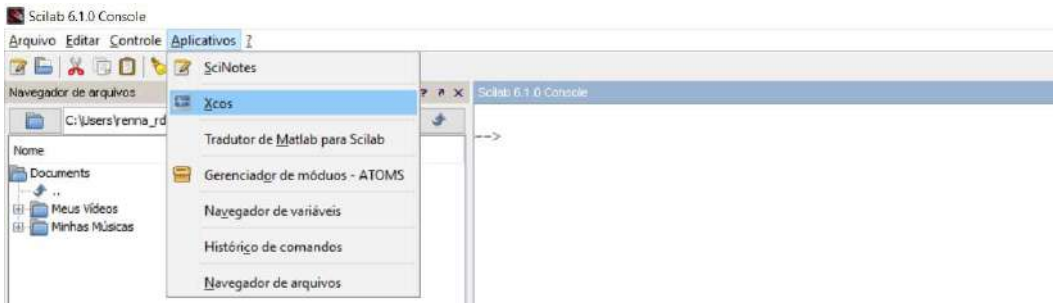 Scilab 6.1.0 Console
Arquivo Editar Controle Aplicativos ?
Navegador de arquivos ? ↗ X
C:\Users\renna_rd
Nome
Documents
..
Meus Vídeos
Minhas Músicas
SciNotes
Xcos
Tradutor de Matlab para Scilab
Gerenciador de móduos - ATOMS
Navegador de variáveis
Histórico de comandos
Navegador de arquivos
Scilab 6.1.0 Console
-->